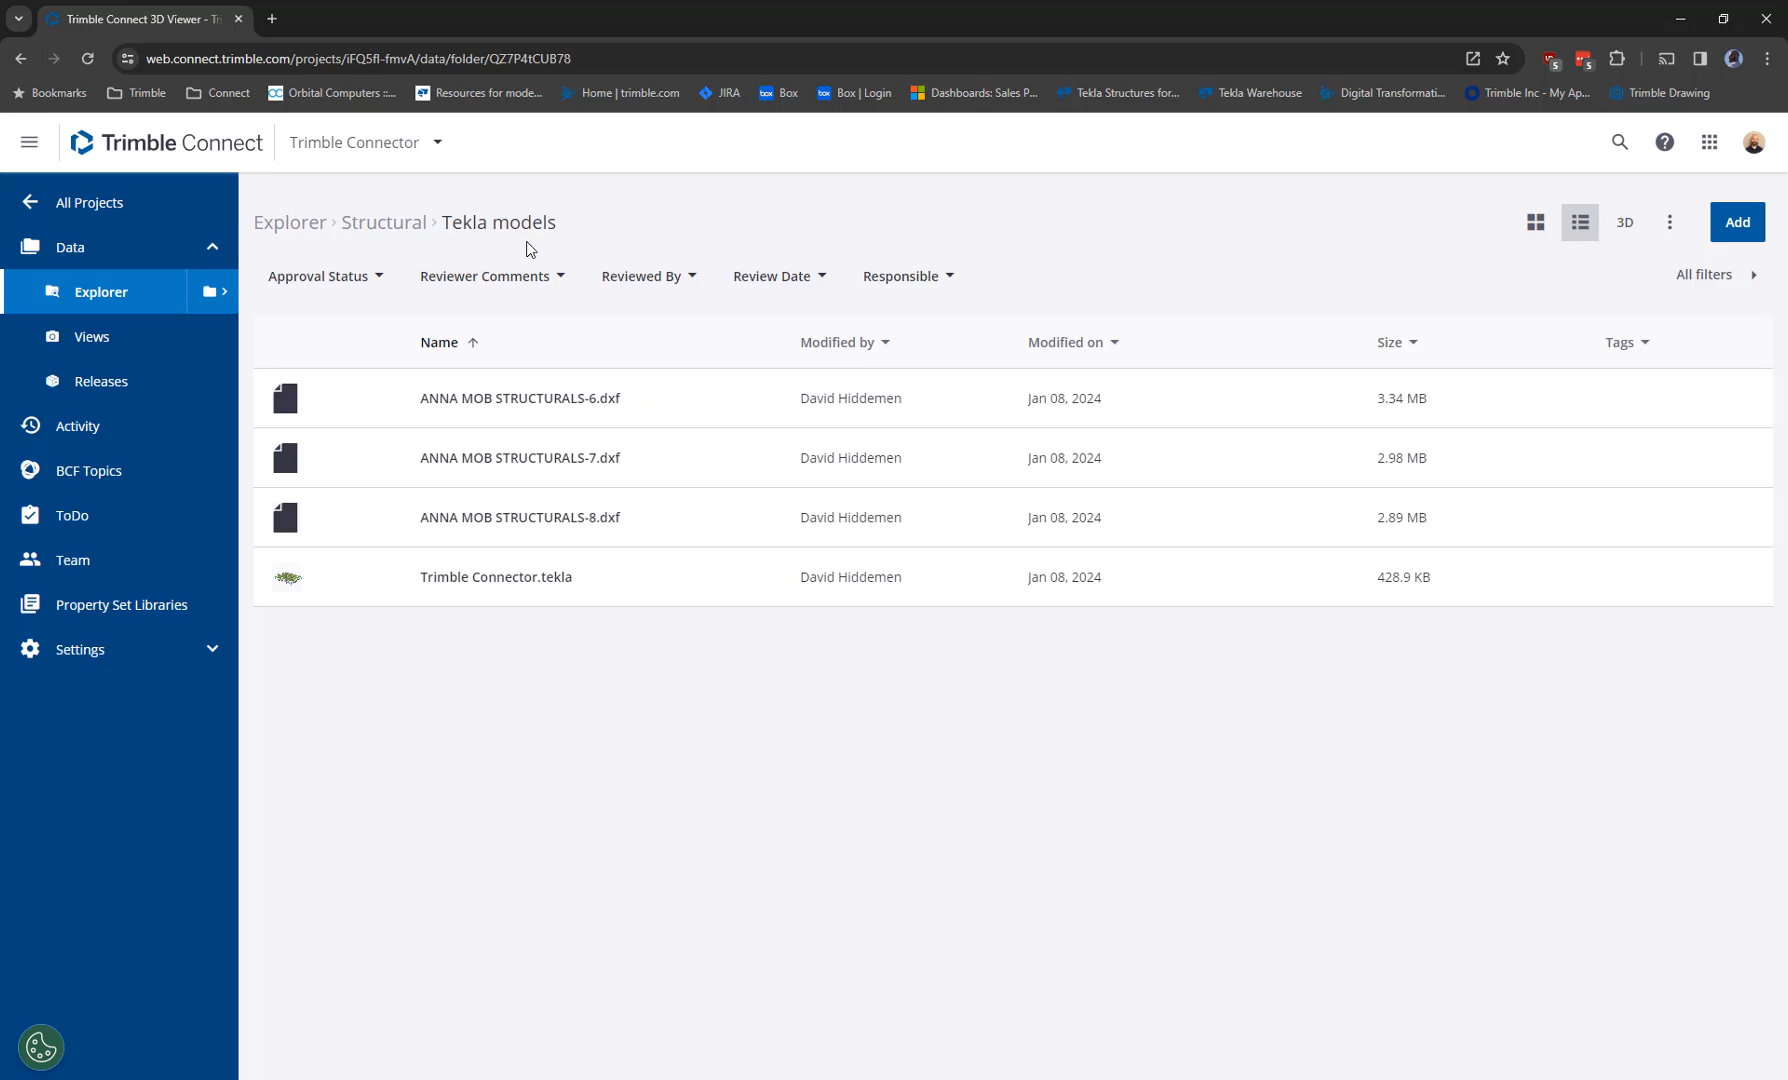 Trimble Connect 3D Viewer - Tr
web.connect.trimble.com/projects/iFQ5fI-fmvA/data/folder/QZ7P4tCUB78
5
5
Bookmarks Trimble Connect Orbital Computers ::... Resources for mode... Home | trimble.com JIRA Box Box | Login Dashboards: Sales P... Tekla Structures for... Tekla Warehouse Digital Transformati... Trimble Inc - My Ap... Trimble Drawing
Trimble Connect Trimble Connector
All Projects
Data
Explorer
Views
Releases
Activity
BCF Topics
ToDo
Team
Property Set Libraries
Settings
Explorer › Structural › Tekla models 3D Add
Approval Status Reviewer Comments Reviewed By Review Date Responsible All filters
Name Modified by Modified on Size Tags
ANNA MOB STRUCTURALS-6.dxf David Hiddemen Jan 08, 2024 3.34 MB
ANNA MOB STRUCTURALS-7.dxf David Hiddemen Jan 08, 2024 2.98 MB
ANNA MOB STRUCTURALS-8.dxf David Hiddemen Jan 08, 2024 2.89 MB
Trimble Connector.tekla David Hiddemen Jan 08, 2024 428.9 KB